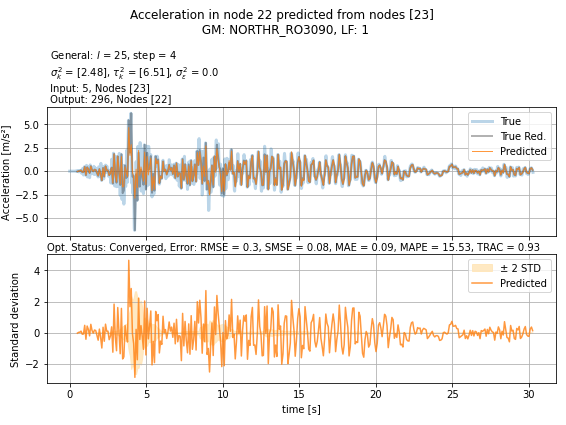 Acceleration in node 22 predicted from nodes [23]
GM: NORTHR_RO3090, LF: 1
General: l = 25, step = 4
σ²ₖ = [2.48], τ²ₖ = [6.51], σ²ε = 0.0
Input: 5, Nodes [23]
Output: 296, Nodes [22]
True
True Red.
Predicted
Acceleration [m/s²]
5.0
2.5
0.0
−2.5
−5.0
Opt. Status: Converged, Error: RMSE = 0.3, SMSE = 0.08, MAE = 0.09, MAPE = 15.53, TRAC = 0.93
± 2 STD
Predicted
Standard deviation
4
2
0
−2
0 5 10 15 20 25 30
time [s]